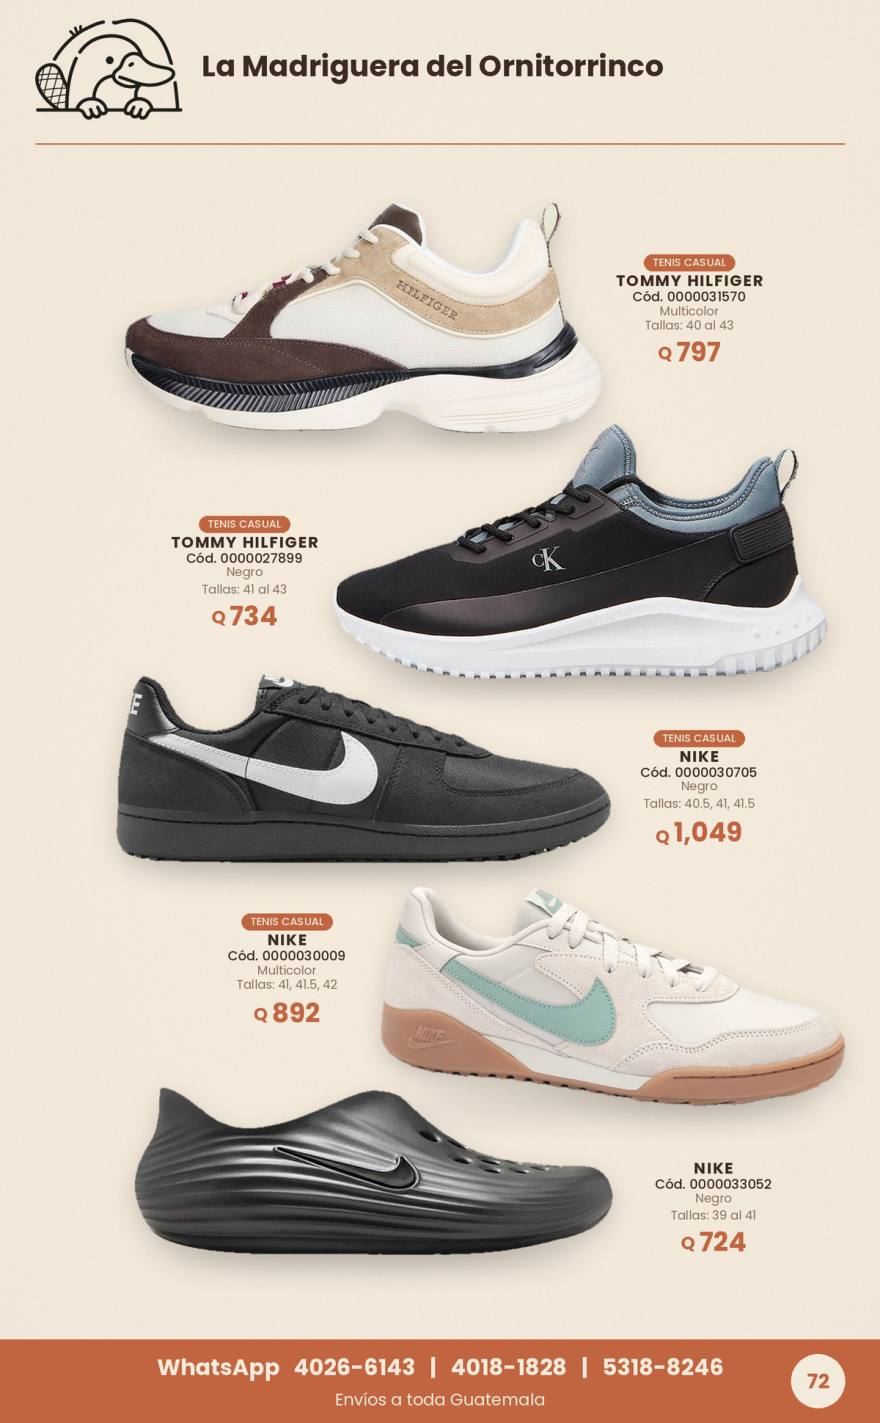 La Madriguera del Ornitorrinco
HILFIGER
TENIS CASUAL
TOMMY HILFIGER
Cód. 0000031570
Multicolor
Tallas: 40 al 43
Q 797
TENIS CASUAL
TOMMY HILFIGER
Cód. 0000027899
Negro
Tallas: 41 al 43
Q 734
CK
E
TENIS CASUAL
NIKE
Cód. 0000030705
Negro
Tallas: 40.5, 41, 41.5
Q 1,049
TENIS CASUAL
NIKE
Cód. 0000030009
Multicolor
Tallas: 41, 41.5, 42
Q 892
NIKE
NIKE
Cód. 0000033052
Negro
Tallas: 39 al 41
Q 724
WhatsApp 4026-6143 | 4018-1828 | 5318-8246
Envíos a toda Guatemala
72